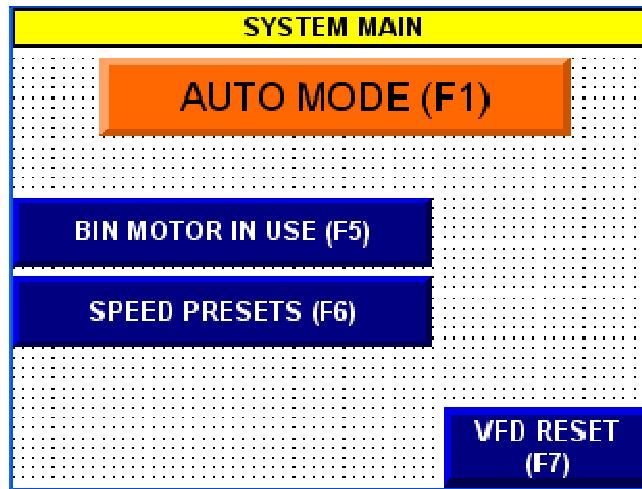 SYSTEM MAIN
AUTO MODE (F1)
BIN MOTOR IN USE (F5)
SPEED PRESETS (F6)
VFD RESET
(F7)